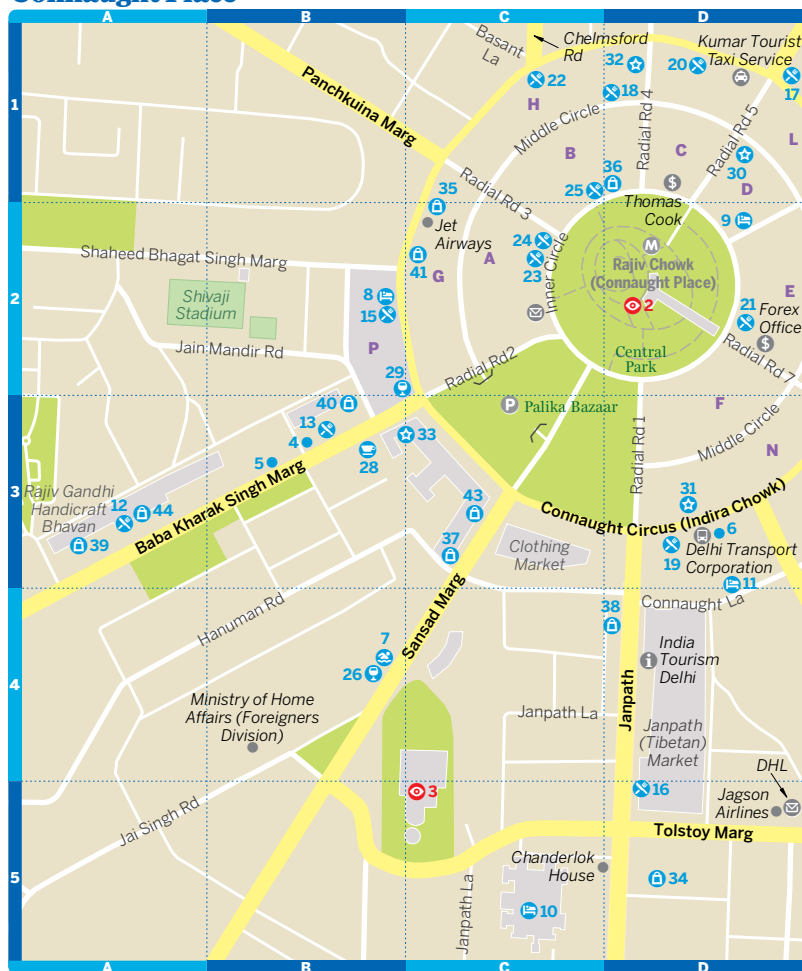 Connaught Place
A
B
C
D
Basant
La
Chelmsford
Rd
32
20
Kumar Tourist
Taxi Service
17
22
18
H
1
Panchkuina Marg
Middle Circle
Radial Rd 4
Radial Rd 5
L
B
C
30
36
25
D
Thomas
Cook
9
35
Radial Rd 3
Jet
Airways
24
23
A
41
G
Inner Circle
M
Rajiv Chowk
(Connaught Place)
2
E
21
Forex
Office
Radial Rd 7
Central
Park
Shaheed Bhagat Singh Marg
2
Shivaji
Stadium
8
15
Jain Mandir Rd
P
29
Radial Rd2
P
Palika Bazaar
Radial Rd 1
F
Middle Circle
N
40
13
4
5
28
33
3
Rajiv Gandhi
Handicraft
Bhavan
12
44
39
Baba Kharak Singh Marg
43
37
Clothing
Market
Connaught Circus (Indira Chowk)
31
6
19
Delhi Transport
Corporation
11
Connaught La
38
Hanuman Rd
Sansad Marg
7
26
4
India
Tourism
Delhi
Janpath
Janpath La
Janpath
(Tibetan)
Market
Ministry of Home
Affairs (Foreigners
Division)
3
16
DHL
Jagson
Airlines
Jai Singh Rd
Tolstoy Marg
Chanderlok
House
5
34
10
Janpath La
A
B
C
D